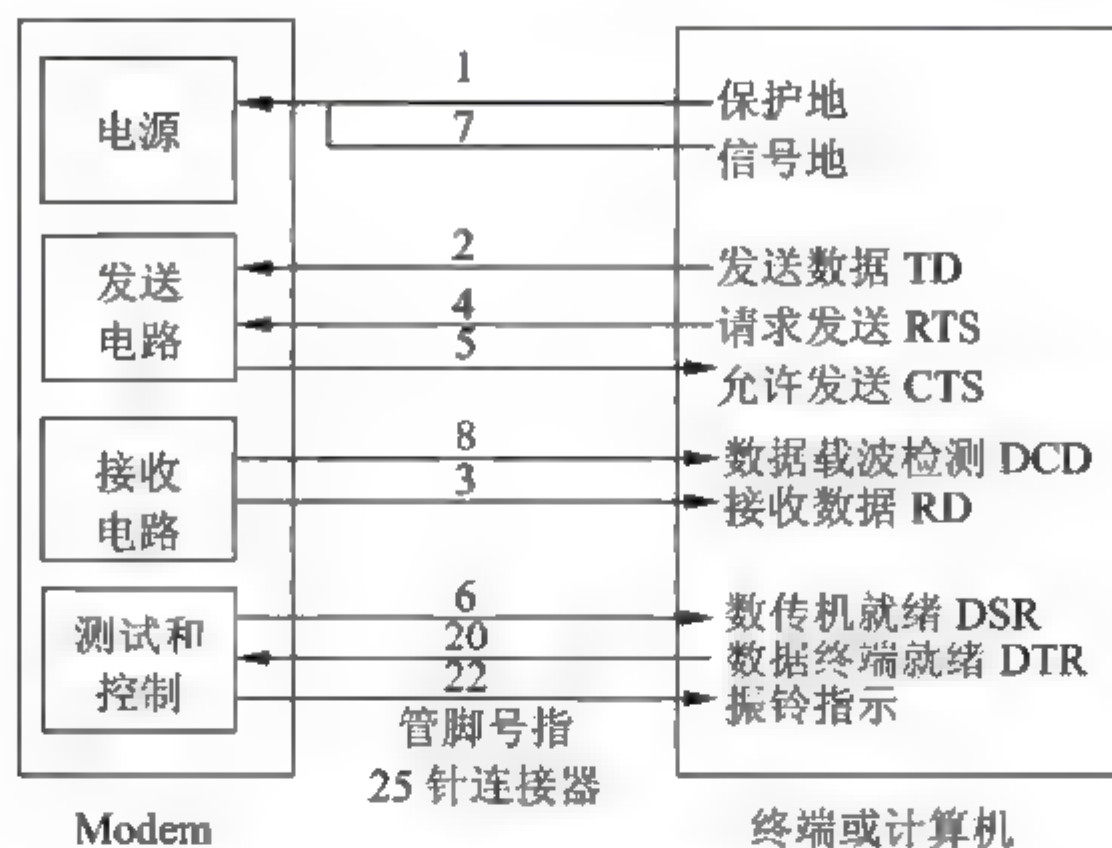 电源
1
保护地
7
信号地
发送
电路
2
发送数据 TD
4
请求发送 RTS
5
允许发送 CTS
接收
电路
8
数据载波检测 DCD
3
接收数据 RD
测试和
控制
6
数传机就绪 DSR
20
数据终端就绪 DTR
22
振铃指示
管脚号指
25 针连接器
Modem
终端或计算机